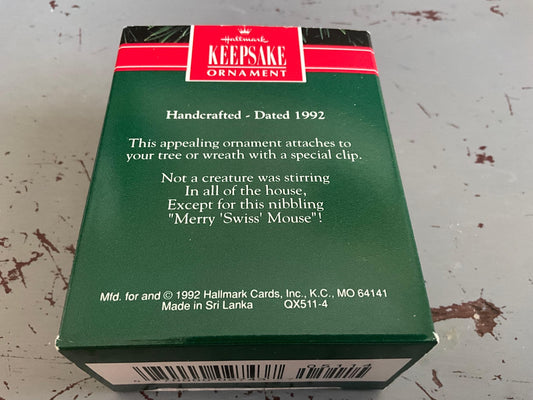 Hallmark
KEEPSAKE
ORNAMENT
Handcrafted - Dated 1992
This appealing ornament attaches to
your tree or wreath with a special clip.
Not a creature was stirring
In all of the house,
Except for this nibbling
"Merry 'Swiss' Mouse"!
Mfd. for and © 1992 Hallmark Cards, Inc., K.C., MO 64141
Made in Sri Lanka QX511-4